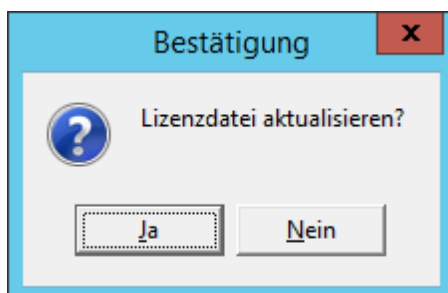 Bestätigung
x
Lizenzdatei aktualisieren?
Ja
Nein